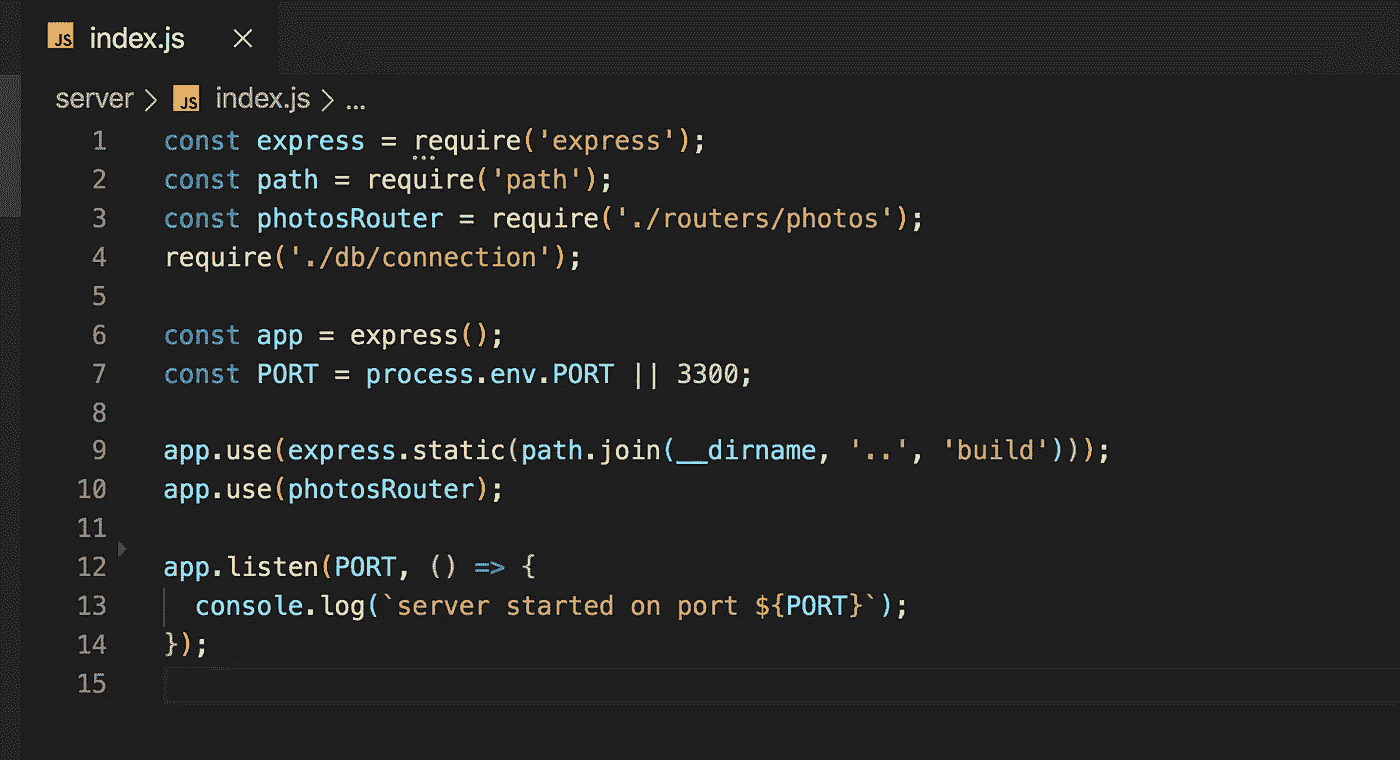 JS index.js ×
server > JS index.js > ...
1 const express = require('express');
2 const path = require('path');
3 const photosRouter = require('./routers/photos');
4 require('./db/connection');
5
6 const app = express();
7 const PORT = process.env.PORT || 3300;
8
9 app.use(express.static(path.join(__dirname, '..', 'build')));
10 app.use(photosRouter);
11
12 app.listen(PORT, () => {
13   console.log(`server started on port ${PORT}`);
14 });
15